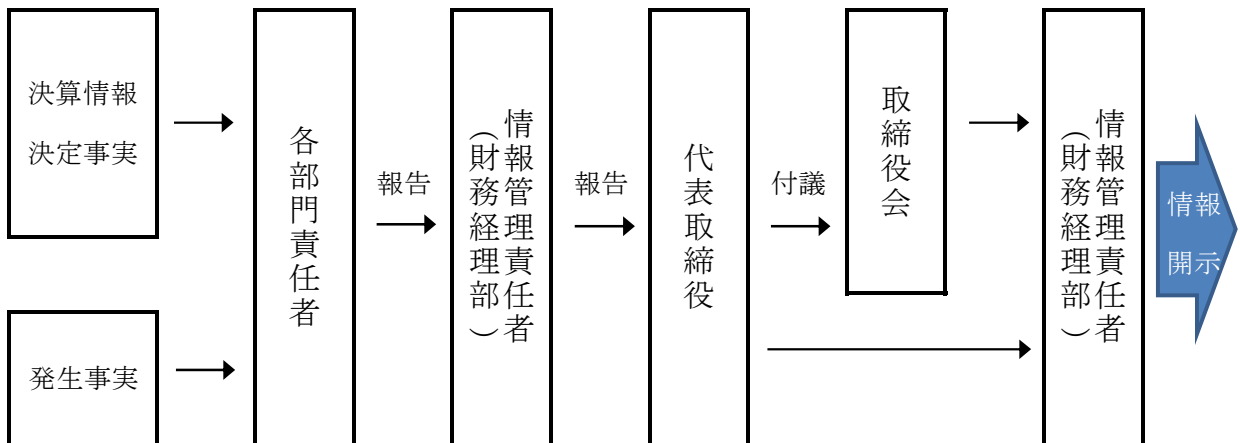 決算情報
決定事実
発生事実
各部門責任者
報告
情報管理責任者
（財務経理部）
報告
代表取締役
付議
取締役会
情報管理責任者
（財務経理部）
情報
開示